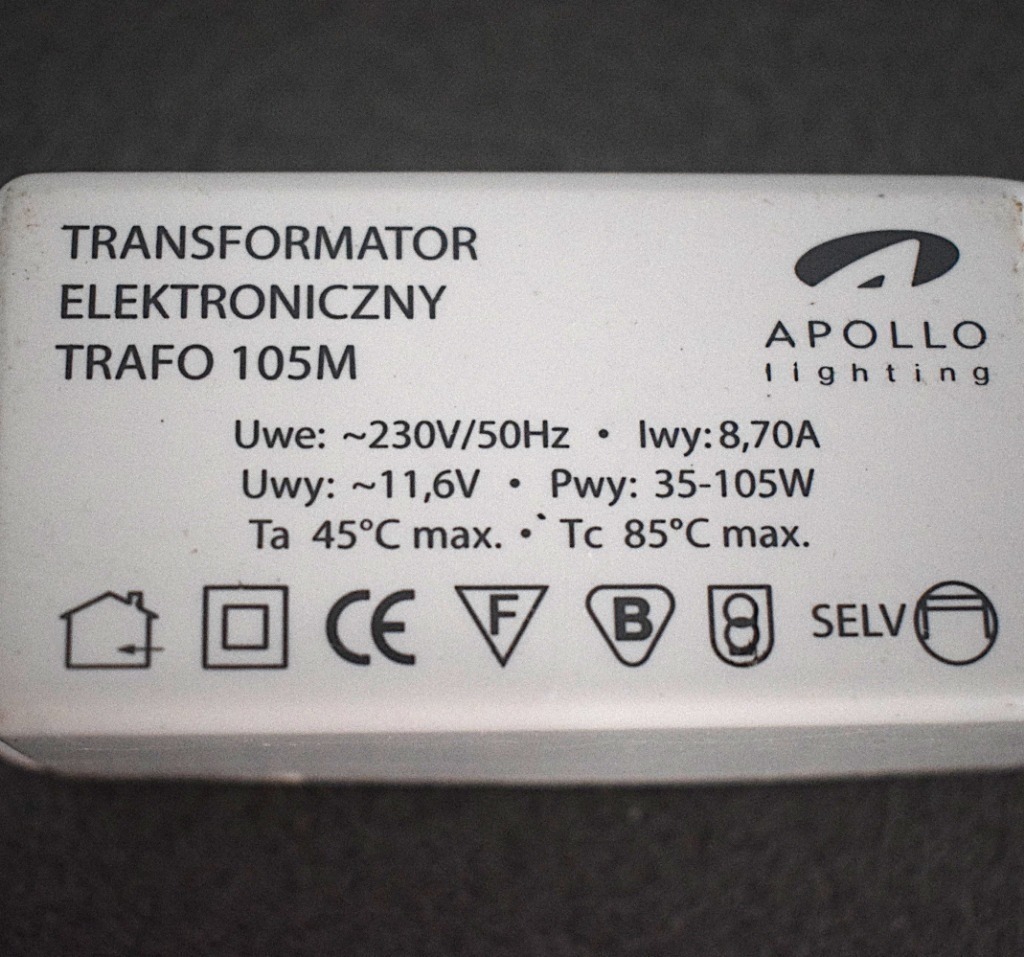 TRANSFORMATOR
ELEKTRONICZNY
TRAFO 105M
APOLLO
lighting
Uwe: ~230V/50Hz • Iwy:8,70A
Uwy: ~11,6V • Pwy: 35-105W
Ta 45°C max. • Tc 85°C max.
CE F B SELV